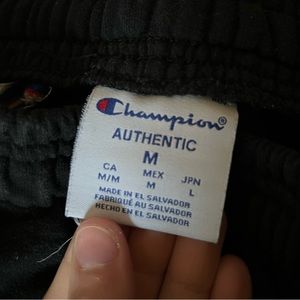 Champion®
AUTHENTIC
M
CA MEX JPN
M/M M L
MADE IN EL SALVADOR
FABRIQUÉ AU SALVADOR
HECHO EN EL SALVADOR